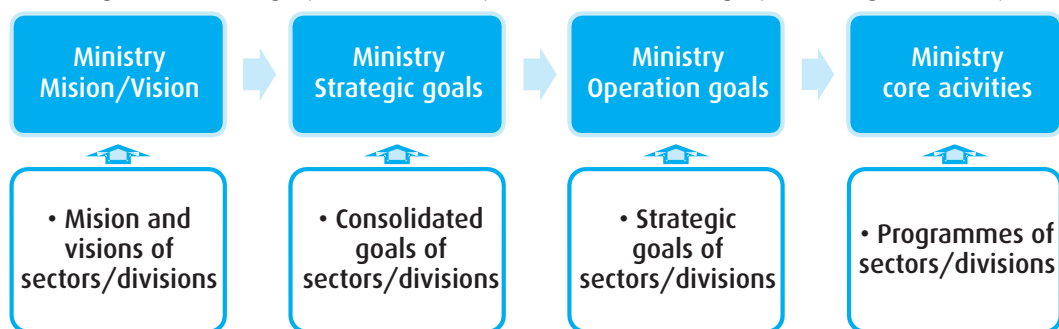 Ministry
Mision/Vision
Ministry
Strategic goals
Ministry
Operation goals
Ministry
core acivities
• Mision and
visions of
sectors/divisions
• Consolidated
goals of
sectors/divisions
• Strategic
goals of
sectors/divisions
• Programmes of
sectors/divisions